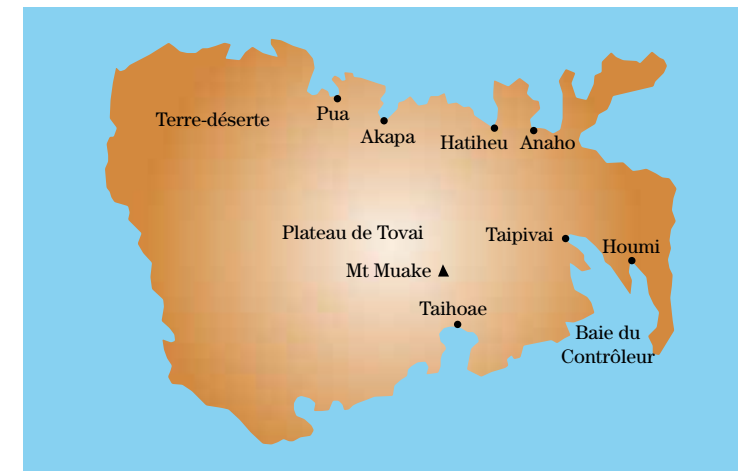 Pua
Terre-déserte
Akapa
Hatiheu
Anaho
Plateau de Tovai
Taipivai
Houmi
Mt Muake
Taihoae
Baie du
Contrôleur